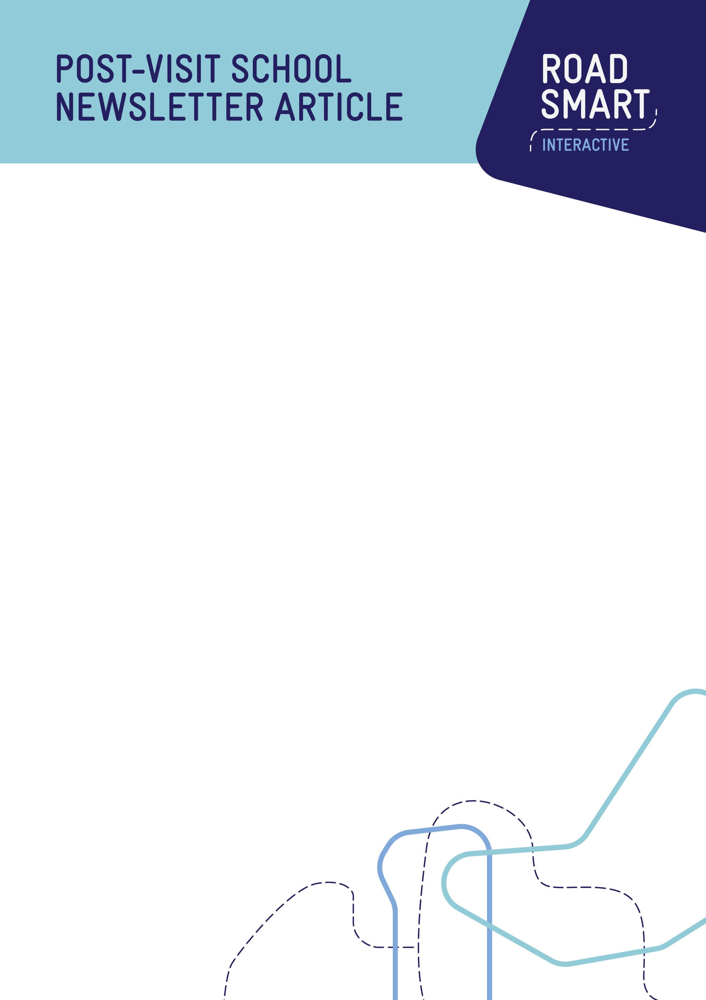 POST-VISIT SCHOOL
NEWSLETTER ARTICLE
ROAD
SMART
INTERACTIVE